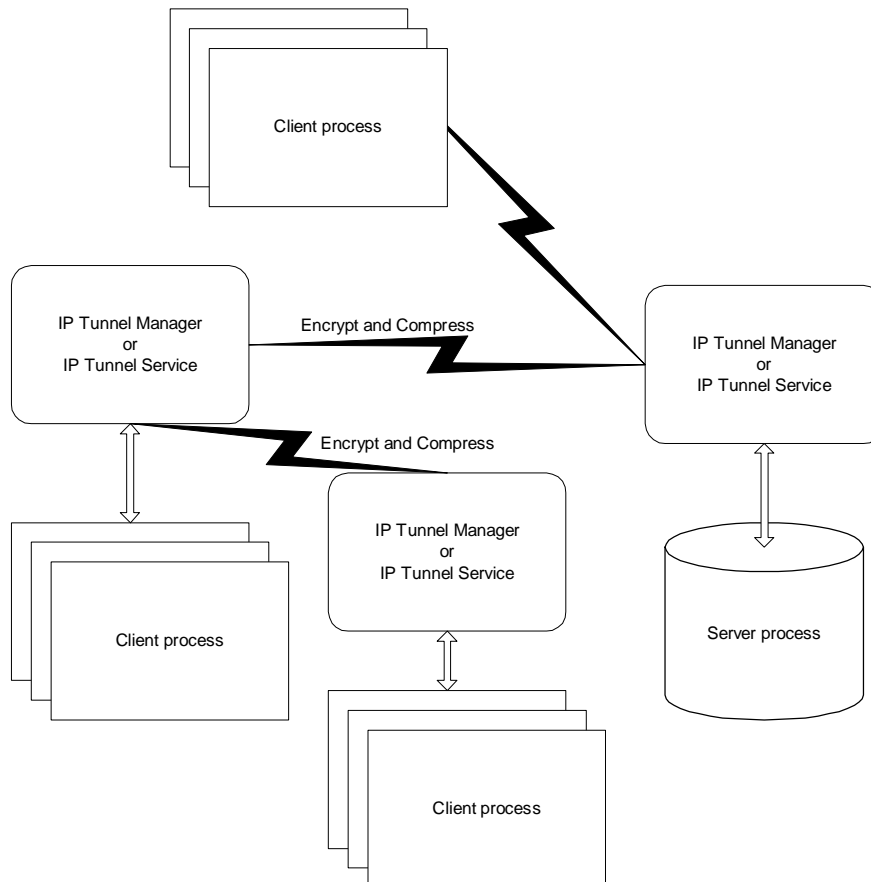 Client process
IP Tunnel Manager
or
IP Tunnel Service
Encrypt and Compress
IP Tunnel Manager
or
IP Tunnel Service
Encrypt and Compress
IP Tunnel Manager
or
IP Tunnel Service
Client process
Server process
Client process